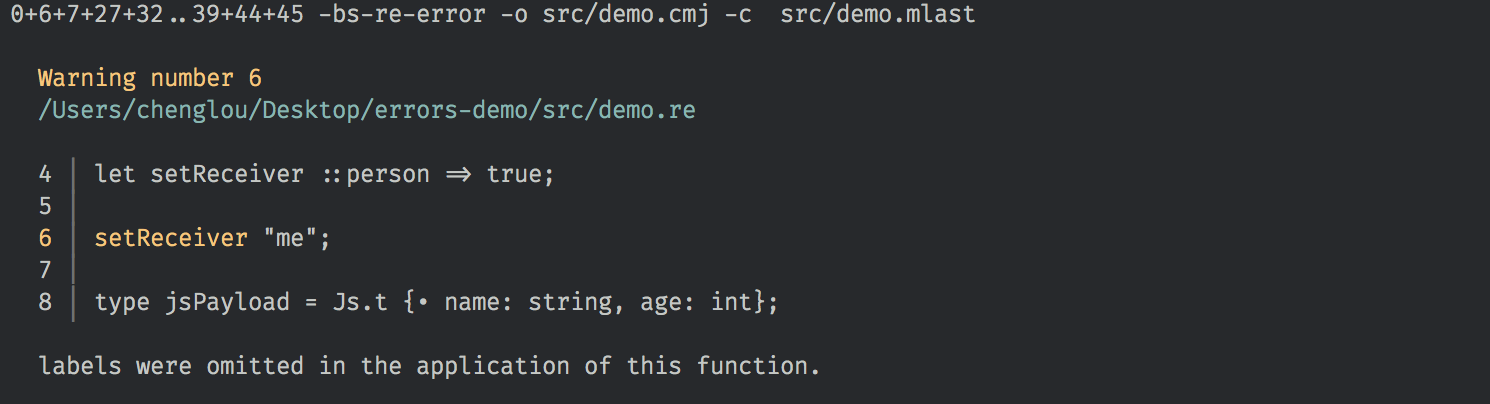 0+6+7+27+32..39+44+45 -bs-re-error -o src/demo.cmj -c  src/demo.mlast
Warning number 6
/Users/chenglou/Desktop/errors-demo/src/demo.re
4 │ let setReceiver ::person => true;
5 │
6 │ setReceiver "me";
7 │
8 │ type jsPayload = Js.t {• name: string, age: int};
labels were omitted in the application of this function.